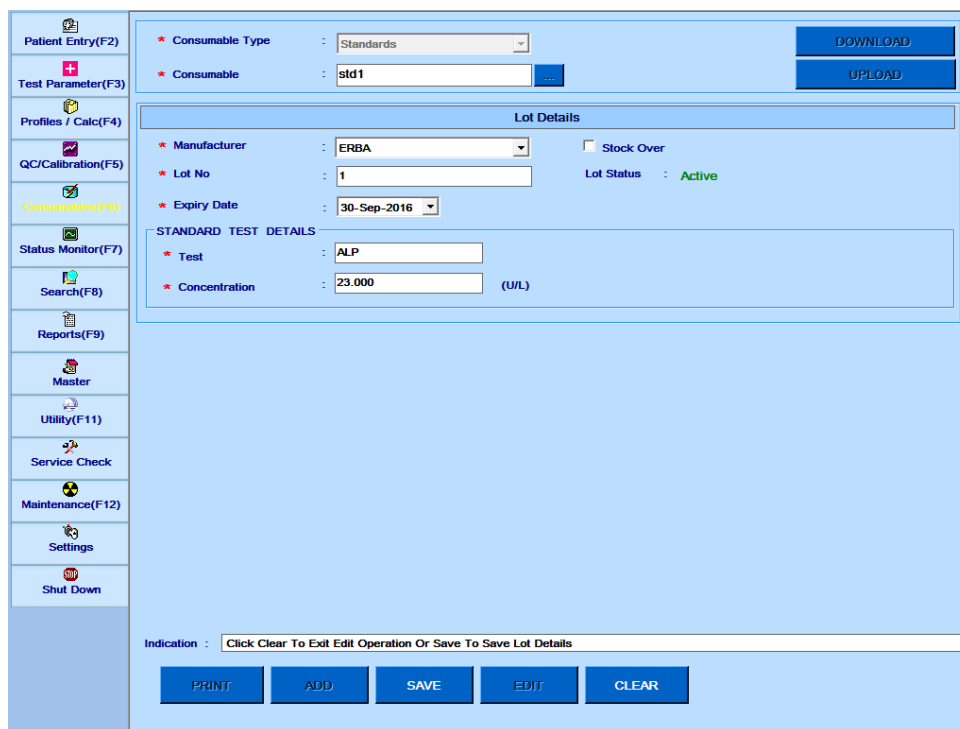 Patient Entry(F2)
Test Parameter(F3)
Profiles / Calc(F4)
QC/Calibration(F5)
Consumables(F6)
Status Monitor(F7)
Search(F8)
Reports(F9)
Master
Utility(F11)
Service Check
Maintenance(F12)
Settings
STOP
Shut Down
* Consumable Type : Standards
DOWNLOAD
* Consumable : std1 ...
UPLOAD
Lot Details
* Manufacturer : ERBA
Stock Over
* Lot No : 1
Lot Status : Active
* Expiry Date : 30-Sep-2016
STANDARD TEST DETAILS
* Test : ALP
* Concentration : 23.000 (U/L)
Indication : Click Clear To Exit Edit Operation Or Save To Save Lot Details
PRINT ADD SAVE EDIT CLEAR